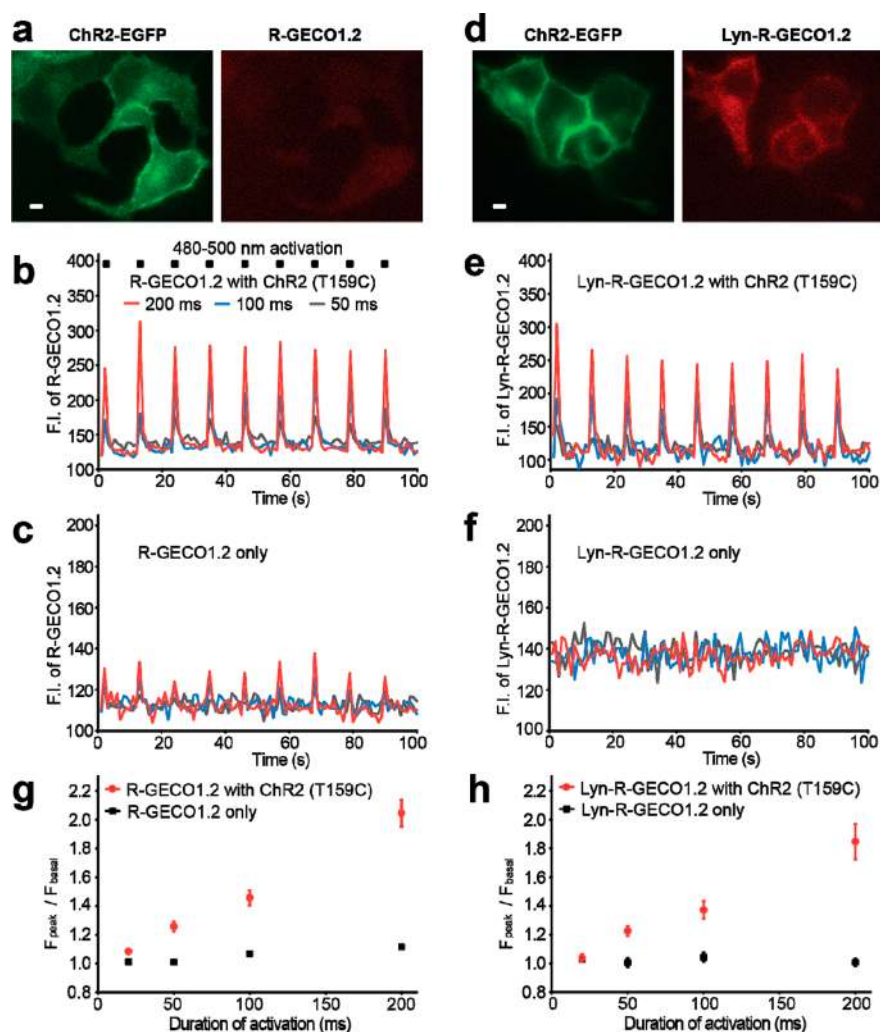 a
ChR2-EGFP
R-GECO1.2
d
ChR2-EGFP
Lyn-R-GECO1.2
b
480-500 nm activation
R-GECO1.2 with ChR2 (T159C)
200 ms
100 ms
50 ms
F.I. of R-GECO1.2
400
350
300
250
200
150
100
0 20 40 60 80 100
Time (s)
e
Lyn-R-GECO1.2 with ChR2 (T159C)
F.I. of Lyn-R-GECO1.2
400
350
300
250
200
150
100
0 20 40 60 80 100
Time (s)
c
R-GECO1.2 only
F.I. of R-GECO1.2
200
180
160
140
120
100
0 20 40 60 80 100
Time (s)
f
Lyn-R-GECO1.2 only
F.I. of Lyn-R-GECO1.2
200
180
160
140
120
100
0 20 40 60 80 100
Time (s)
g
R-GECO1.2 with ChR2 (T159C)
R-GECO1.2 only
Fpeak / Fbasal
2.2
2.0
1.8
1.6
1.4
1.2
1.0
0.8
0 50 100 150 200
Duration of activation (ms)
h
Lyn-R-GECO1.2 with ChR2 (T159C)
Lyn-R-GECO1.2 only
Fpeak / Fbasal
2.2
2.0
1.8
1.6
1.4
1.2
1.0
0.8
0 50 100 150 200
Duration of activation (ms)